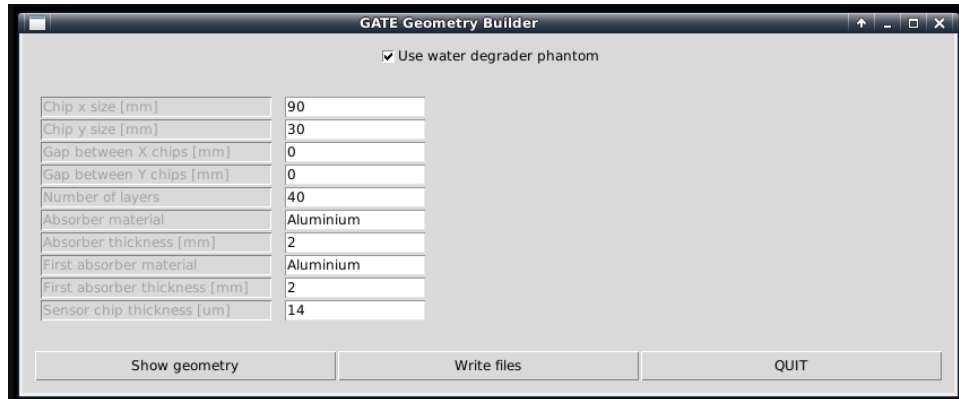 GATE Geometry Builder
Use water degrader phantom
Chip x size [mm] 90
Chip y size [mm] 30
Gap between X chips [mm] 0
Gap between Y chips [mm] 0
Number of layers 40
Absorber material Aluminium
Absorber thickness [mm] 2
First absorber material Aluminium
First absorber thickness [mm] 2
Sensor chip thickness [um] 14
Show geometry Write files QUIT